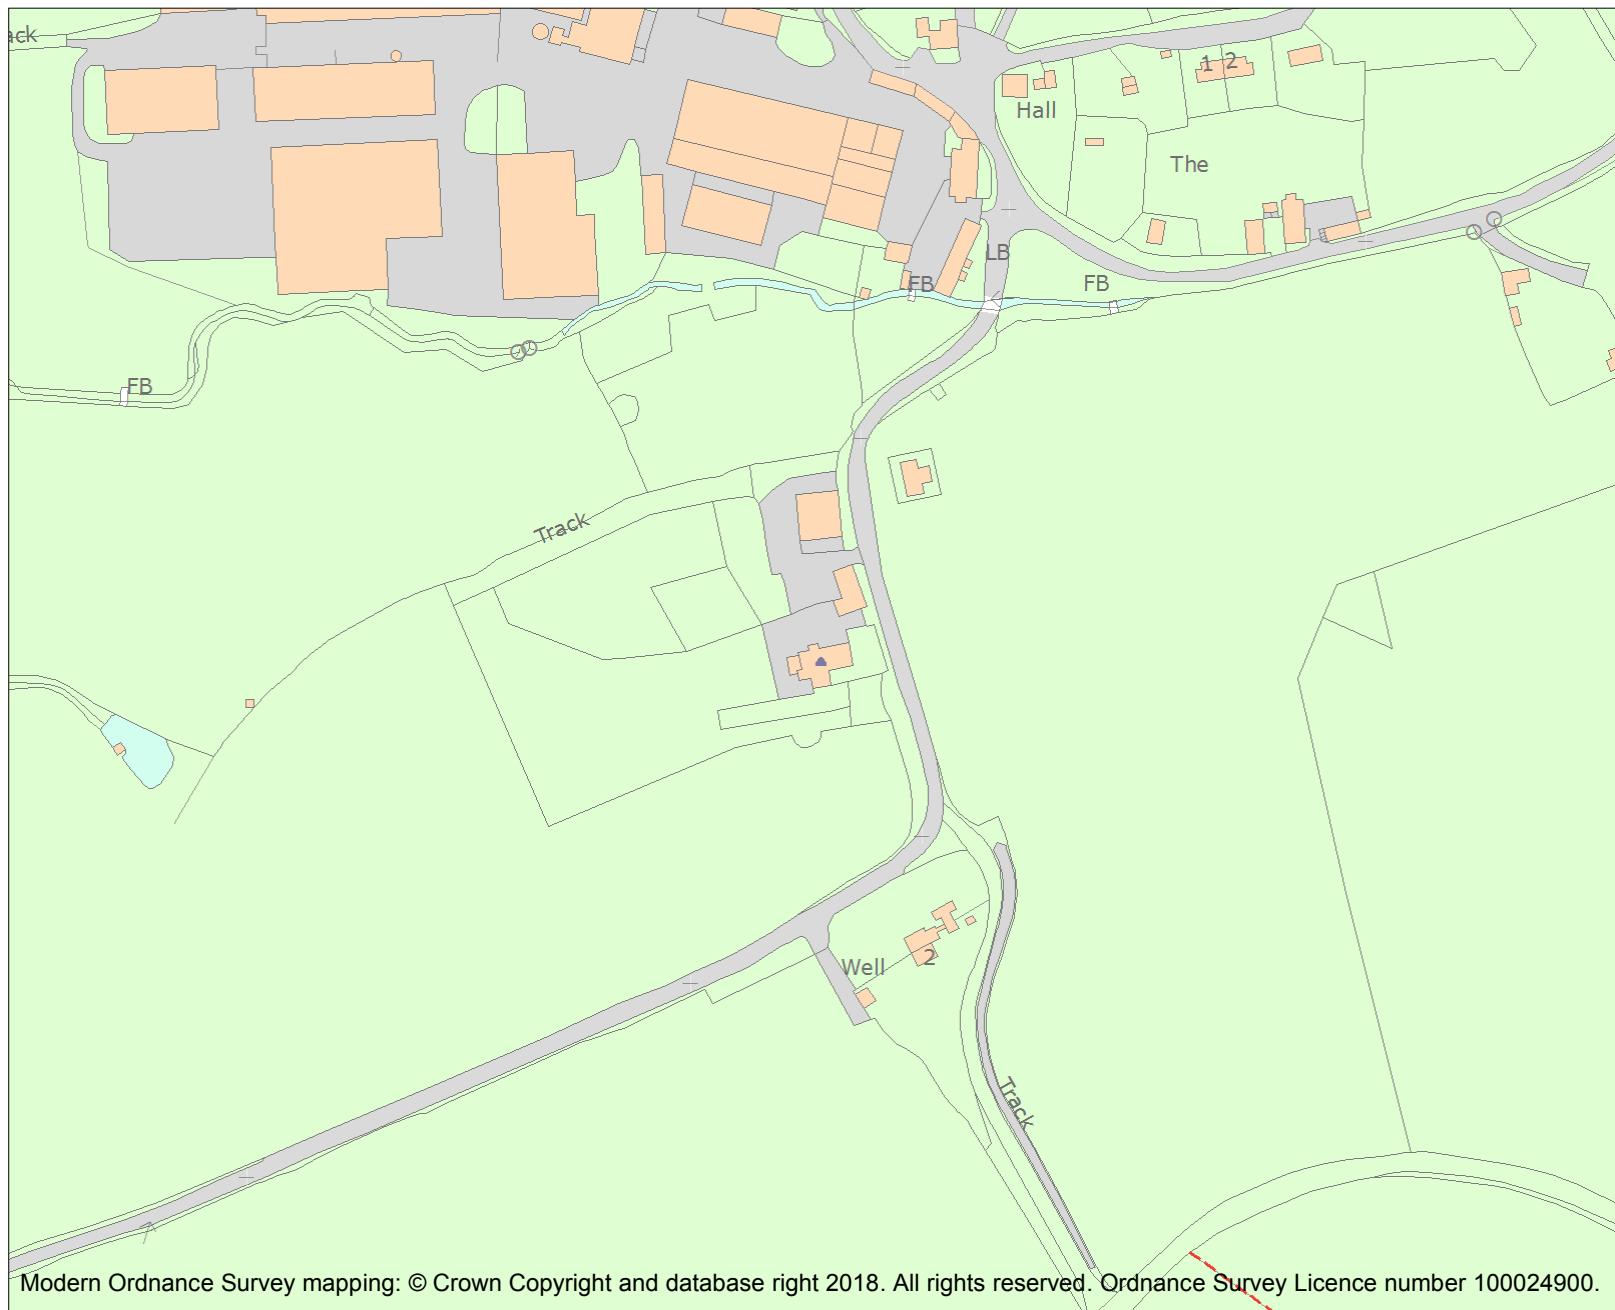 ack
1 2
Hall
The
LB
FB
FB
FB
Track
Well
2
Track
Modern Ordnance Survey mapping: © Crown Copyright and database right 2018. All rights reserved. Ordnance Survey Licence number 100024900.